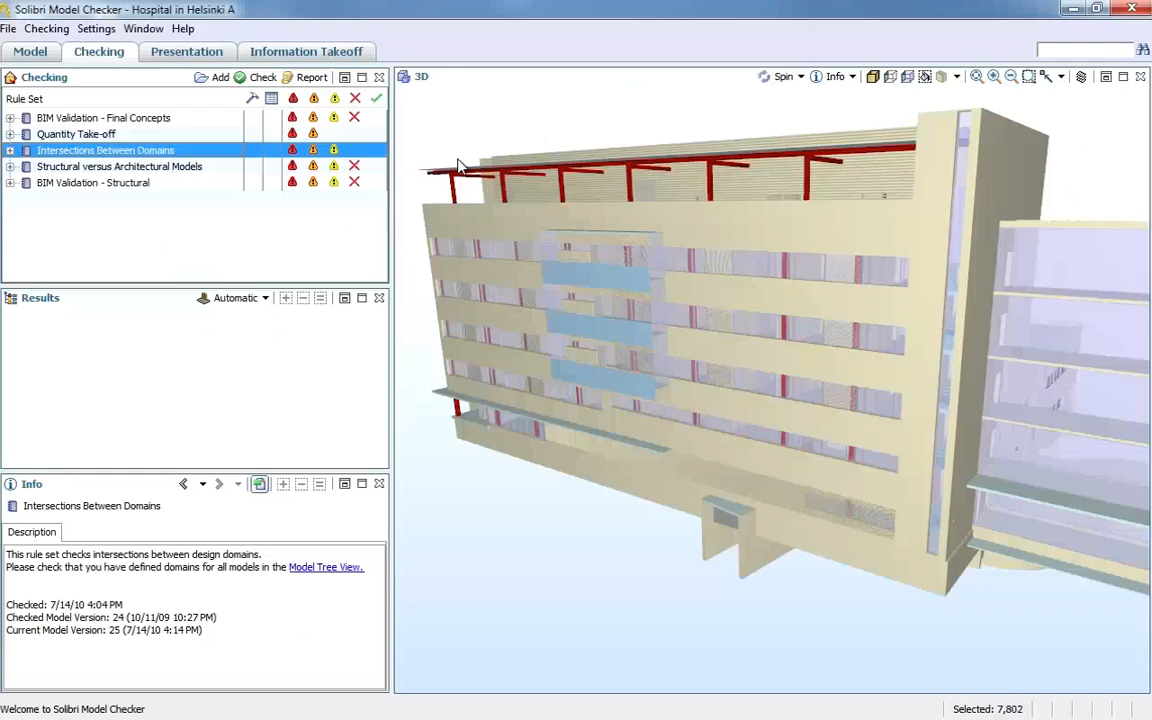 Solibri Model Checker - Hospital in Helsinki A
File Checking Settings Window Help
Model Checking Presentation Information Takeoff
Checking Add Check Report
3D Spin Info
Rule Set
BIM Validation - Final Concepts
Quantity Take-off
Intersections Between Domains
Structural versus Architectural Models
BIM Validation - Structural
Results Automatic
Info
Intersections Between Domains
Description
This rule set checks intersections between design domains.
Please check that you have defined domains for all models in the Model Tree View.
Checked: 7/14/10 4:04 PM
Checked Model Version: 24 (10/11/09 10:27 PM)
Current Model Version: 25 (7/14/10 4:14 PM)
Welcome to Solibri Model Checker
Selected: 7,802